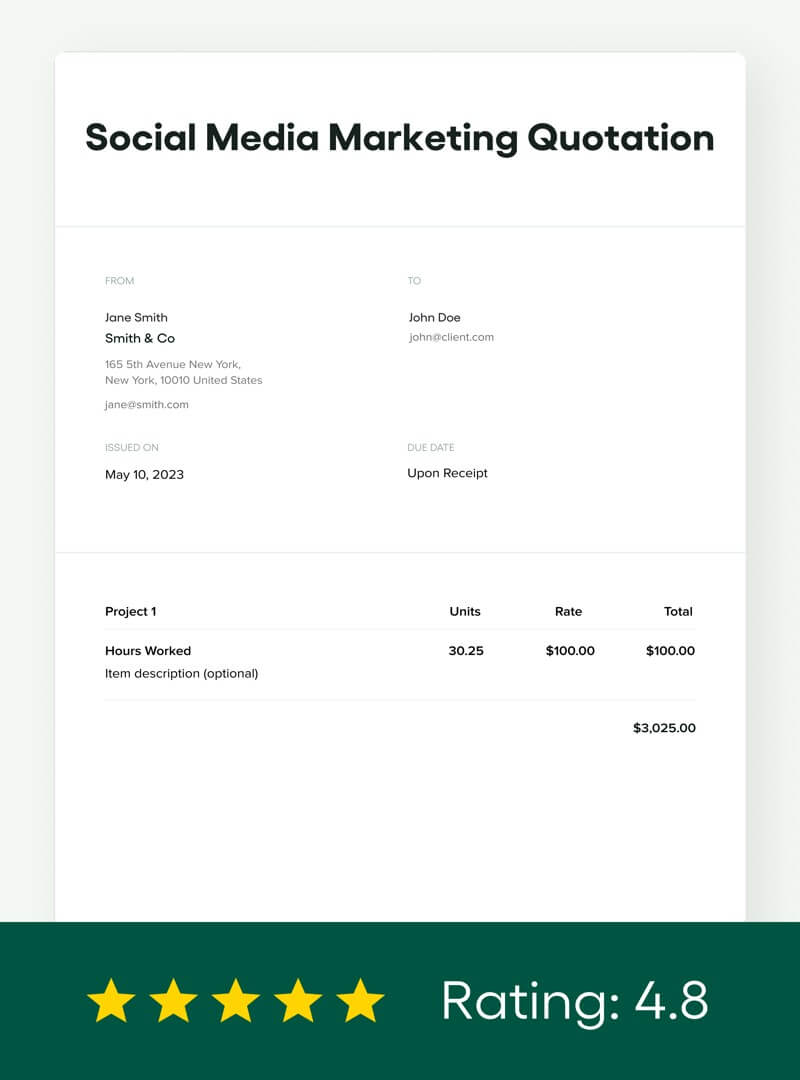 Social Media Marketing Quotation
FROM
TO
Jane Smith
John Doe
Smith & Co
john@client.com
165 5th Avenue New York,
New York, 10010 United States
jane@smith.com
ISSUED ON
DUE DATE
May 10, 2023
Upon Receipt
Project 1 Units Rate Total
Hours Worked 30.25 $100.00 $100.00
Item description (optional)
$3,025.00
Rating: 4.8